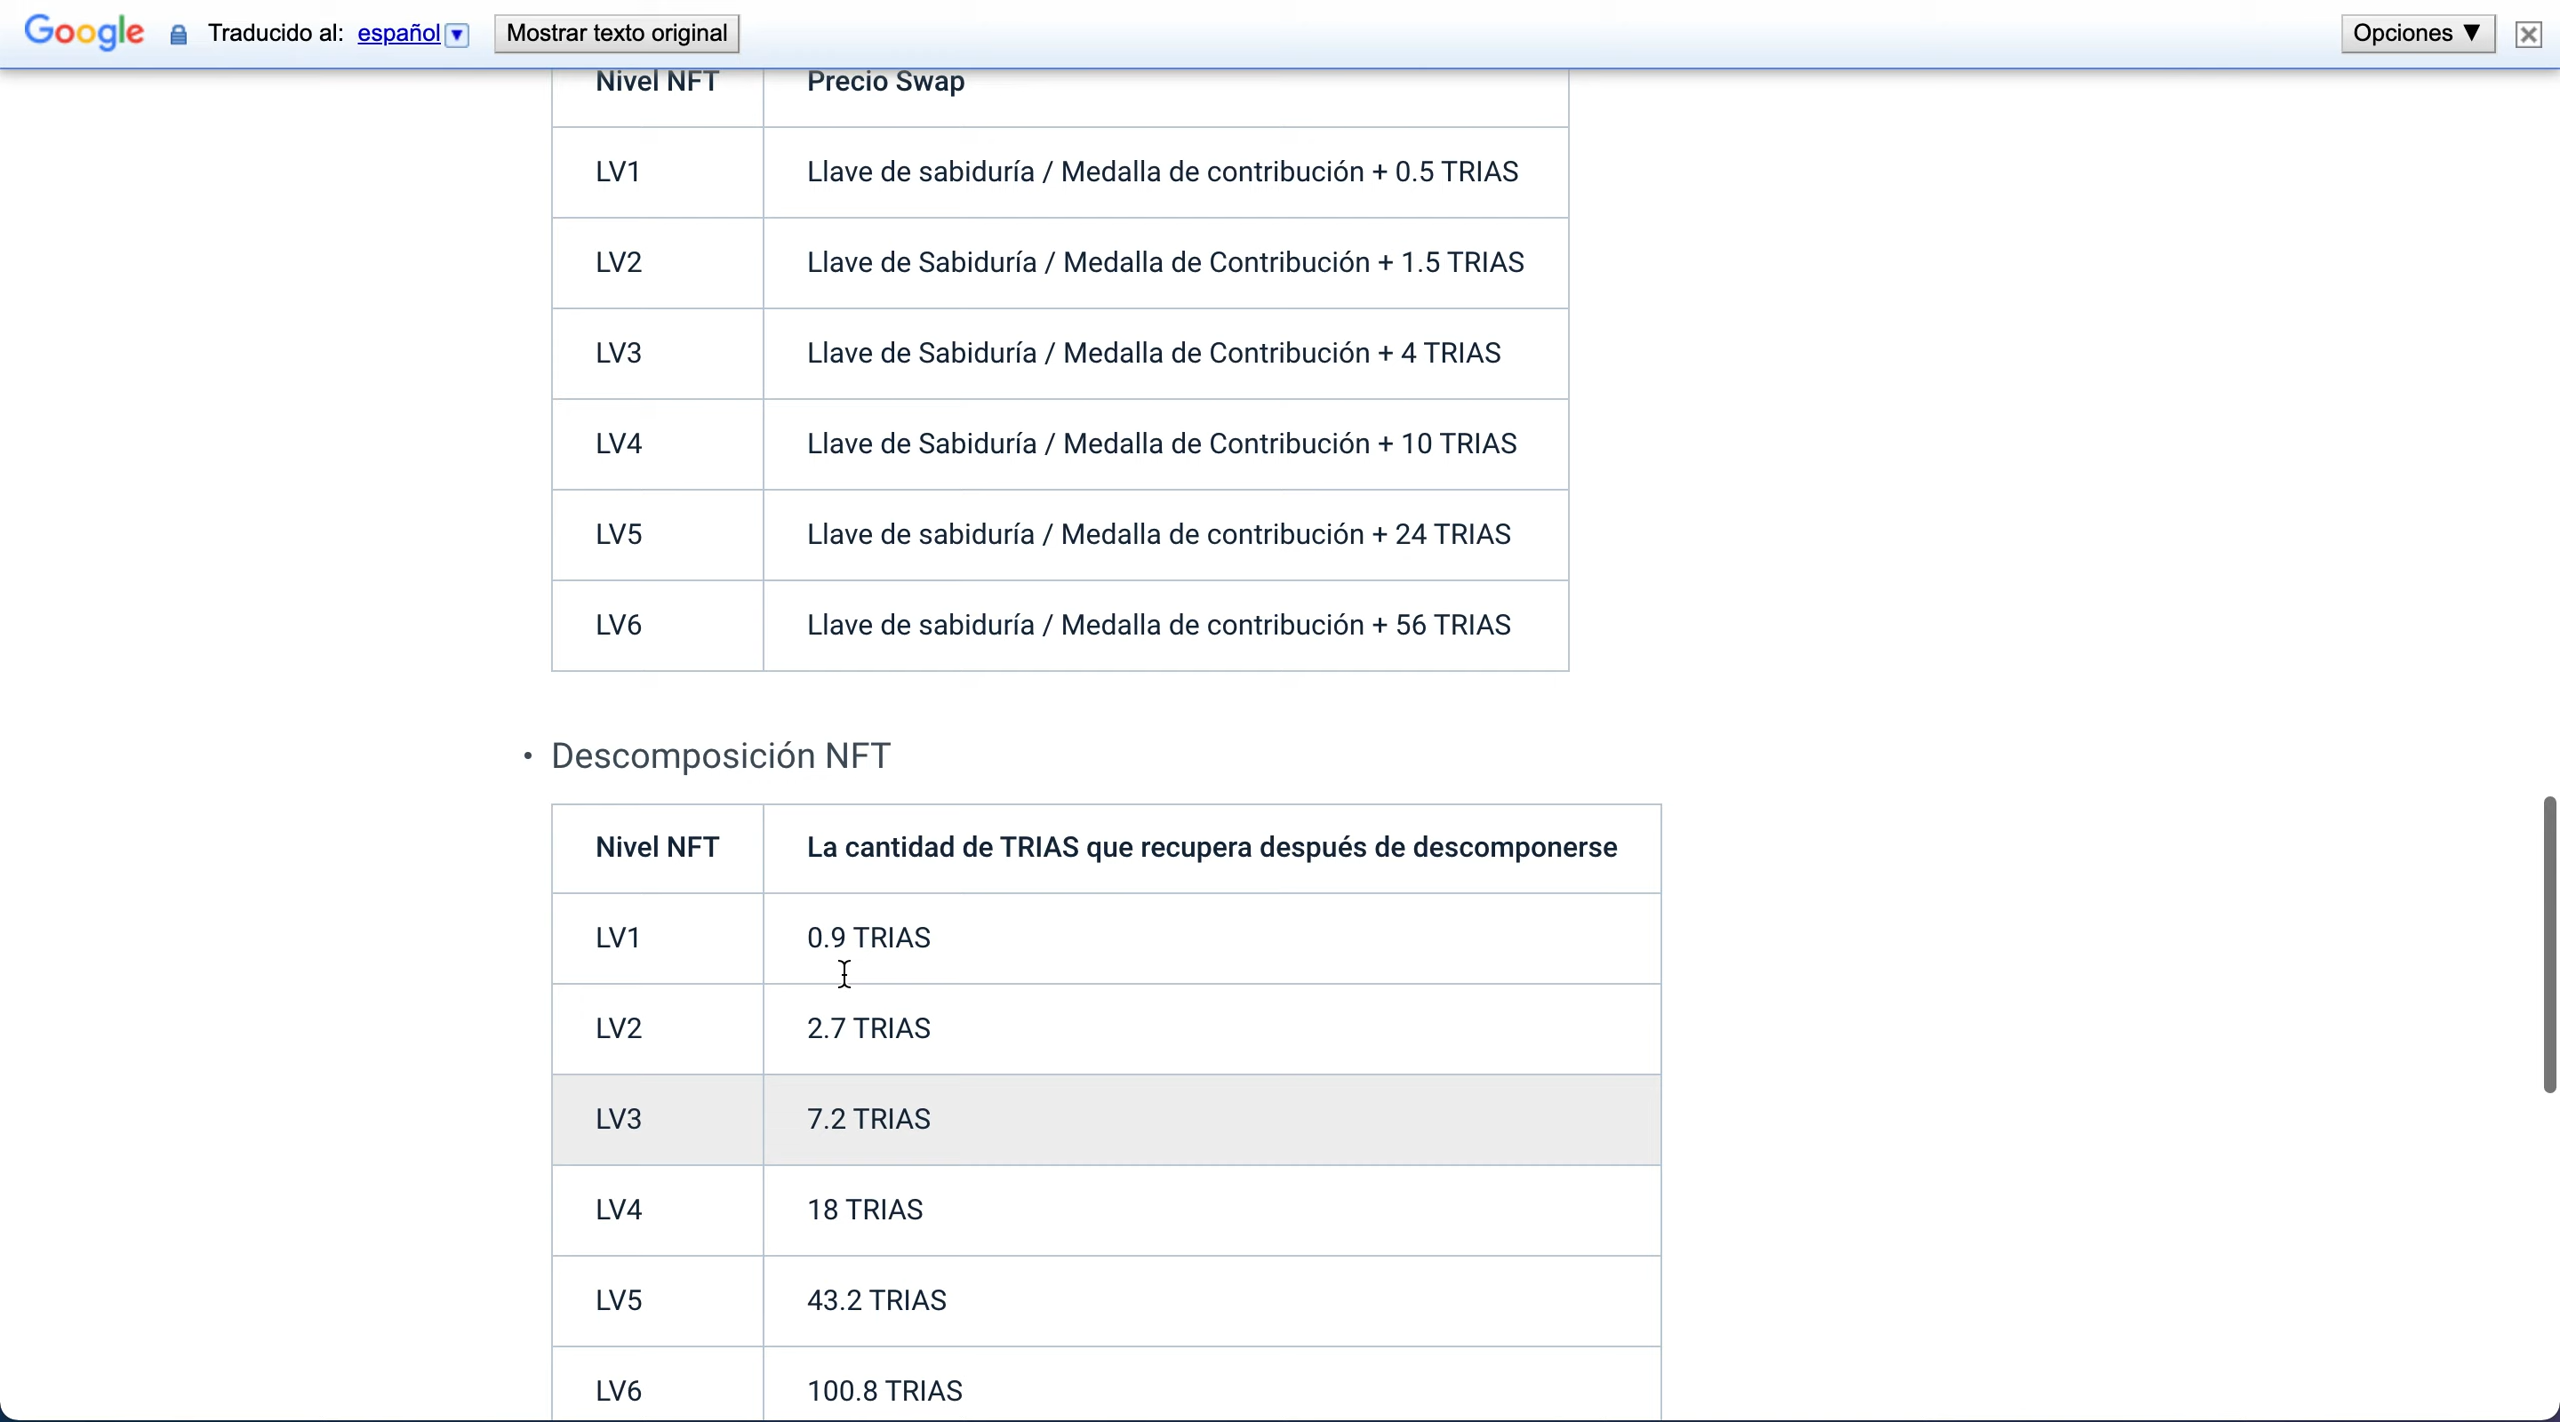 Google Traducido al: español Mostrar texto original Opciones ▼
Nivel NFT Precio Swap
LV1 Llave de sabiduría / Medalla de contribución + 0.5 TRIAS
LV2 Llave de Sabiduría / Medalla de Contribución + 1.5 TRIAS
LV3 Llave de Sabiduría / Medalla de Contribución + 4 TRIAS
LV4 Llave de Sabiduría / Medalla de Contribución + 10 TRIAS
LV5 Llave de sabiduría / Medalla de contribución + 24 TRIAS
LV6 Llave de sabiduría / Medalla de contribución + 56 TRIAS
• Descomposición NFT
Nivel NFT La cantidad de TRIAS que recupera después de descomponerse
LV1 0.9 TRIAS
LV2 2.7 TRIAS
LV3 7.2 TRIAS
LV4 18 TRIAS
LV5 43.2 TRIAS
LV6 100.8 TRIAS